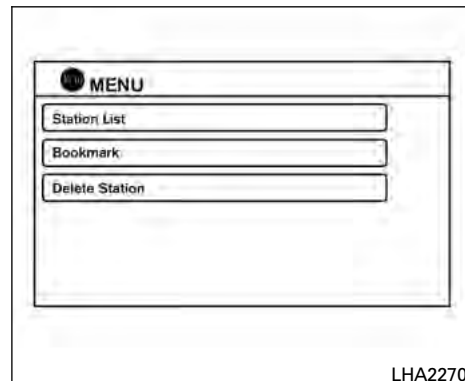 MENU
Station List
Bookmark
Delete Station
LHA2270